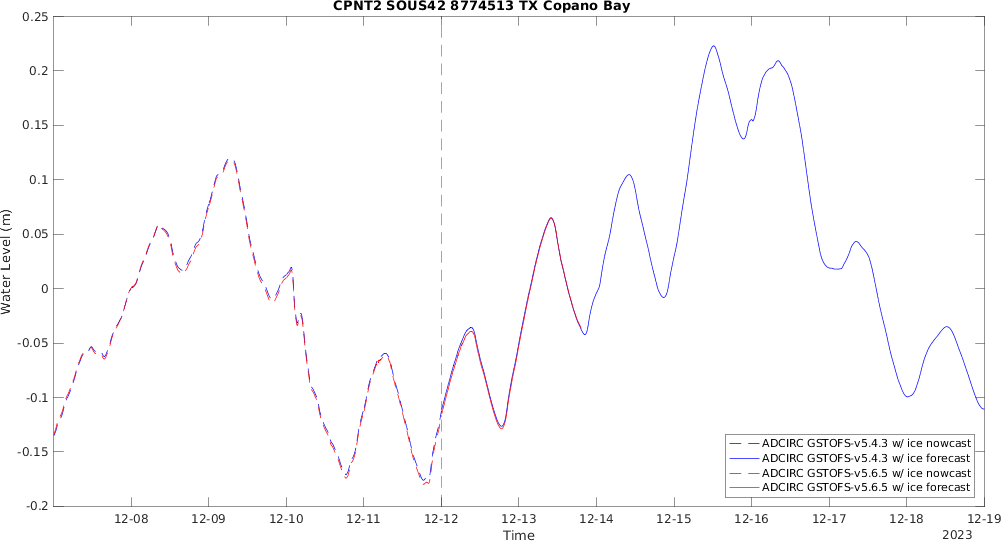 CPNT2 SOUS42 8774513 TX Copano Bay
0.25
0.2
0.15
0.1
0.05
0
-0.05
-0.1
-0.15
-0.2
Water Level (m)
12-08 12-09 12-10 12-11 12-12 12-13 12-14 12-15 12-16 12-17 12-18 12-19
Time
2023
ADCIRC GSTOFS-v5.4.3 w/ ice nowcast
ADCIRC GSTOFS-v5.4.3 w/ ice forecast
ADCIRC GSTOFS-v5.6.5 w/ ice nowcast
ADCIRC GSTOFS-v5.6.5 w/ ice forecast